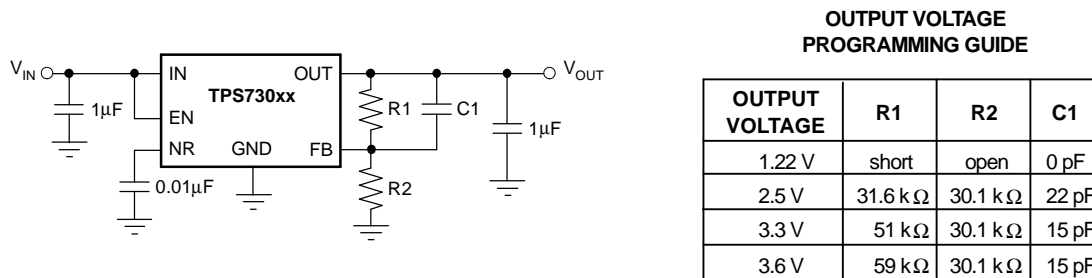 V_IN IN OUT V_OUT
TPS730xx
1μF EN R1 C1
1μF
NR GND FB
0.01μF R2
OUTPUT VOLTAGE
PROGRAMMING GUIDE
OUTPUT VOLTAGE R1 R2 C1
1.22 V short open 0 pF
2.5 V 31.6 kΩ 30.1 kΩ 22 pF
3.3 V 51 kΩ 30.1 kΩ 15 pF
3.6 V 59 kΩ 30.1 kΩ 15 pF